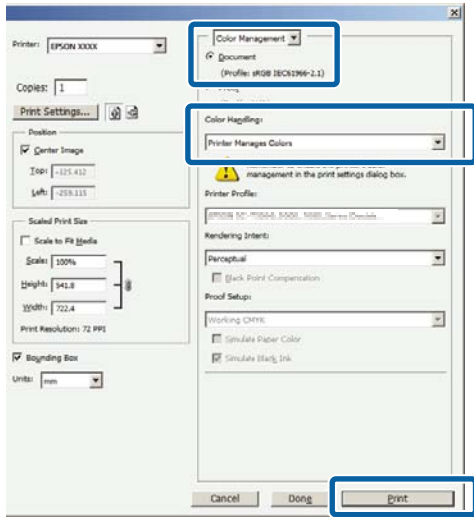 Printer: EPSON XXXX
Copies: 1
Print Settings...
Position
Center Image
Top: -125.412
Left: -259.115
Scaled Print Size
Scale to Fit Media
Scale: 100%
Height: 541.8
Width: 722.4
Print Resolution: 72 PPI
Bounding Box
Units: mm
Color Management
Document
(Profile: sRGB IEC61966-2.1)
Color Handling:
Printer Manages Colors
management in the print settings dialog box.
Printer Profile:
Rendering Intent:
Perceptual
Black Point Compensation
Proof Setup:
Working CMYK
Simulate Paper Color
Simulate Black Ink
Cancel
Done
Print